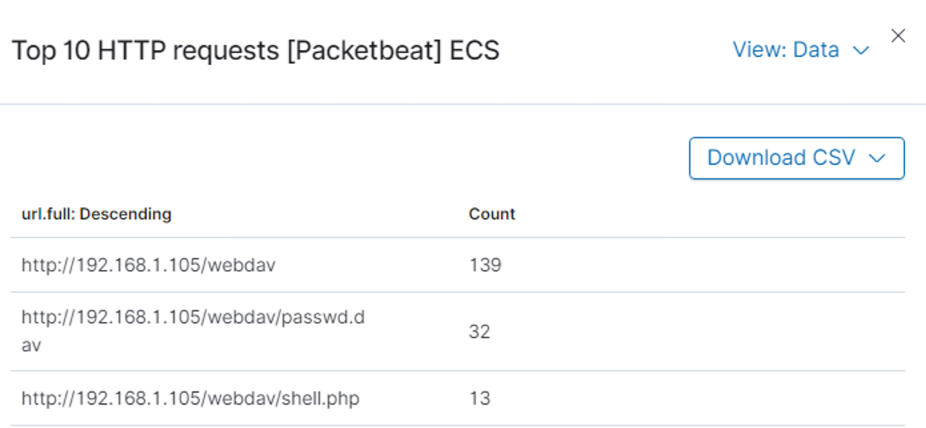 Top 10 HTTP requests [Packetbeat] ECS
View: Data
Download CSV
url.full: Descending Count
http://192.168.1.105/webdav 139
http://192.168.1.105/webdav/passwd.d
av
32
http://192.168.1.105/webdav/shell.php 13